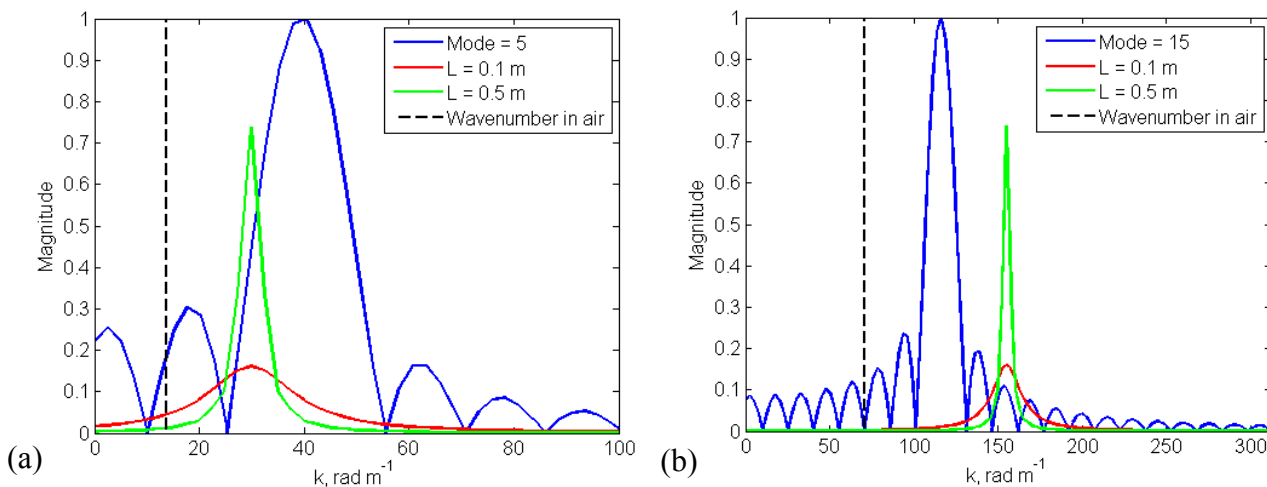 1
0.9
0.8
0.7
0.6
0.5
0.4
0.3
0.2
0.1
0
Magnitude
Mode = 5
L = 0.1 m
L = 0.5 m
Wavenumber in air
0 20 40 60 80 100
k, rad m-1
(a)
1
0.9
0.8
0.7
0.6
0.5
0.4
0.3
0.2
0.1
0
Magnitude
Mode = 15
L = 0.1 m
L = 0.5 m
Wavenumber in air
0 50 100 150 200 250 300
k, rad m-1
(b)